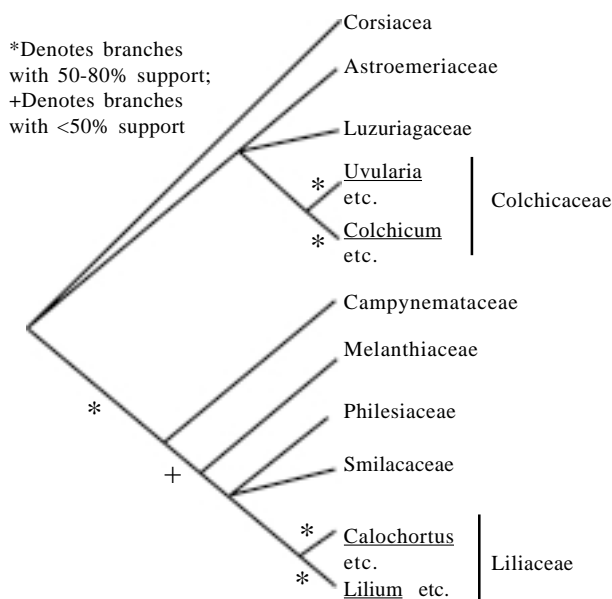 *Denotes branches
with 50-80% support;
+Denotes branches
with <50% support
Corsiacea
Astroemeriaceae
Luzuriagaceae
*
Uvularia
etc.
*
Colchicum
etc.
Colchicaceae
Campynemataceae
Melanthiaceae
*
Philesiaceae
+
Smilacaceae
*
Calochortus
etc.
*
Lilium etc.
Liliaceae